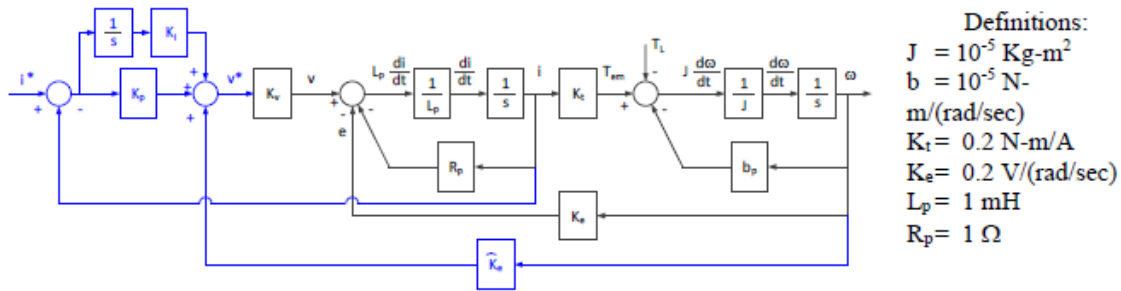 Definitions:
J = 10⁻⁵ Kg-m²
b = 10⁻⁵ N-
m/(rad/sec)
Kt = 0.2 N-m/A
Ke= 0.2 V/(rad/sec)
Lp= 1 mH
Rp= 1 Ω
1/s
Ki
i*
+
-
Kp
+
+
+
v*
Kv
v
+
-
-
e
Lp di/dt
1/Lp
di/dt
1/s
i
Kt
Tem
TL
-
+
-
J dω/dt
1/J
dω/dt
1/s
ω
Rp
bp
Ke
K̂e